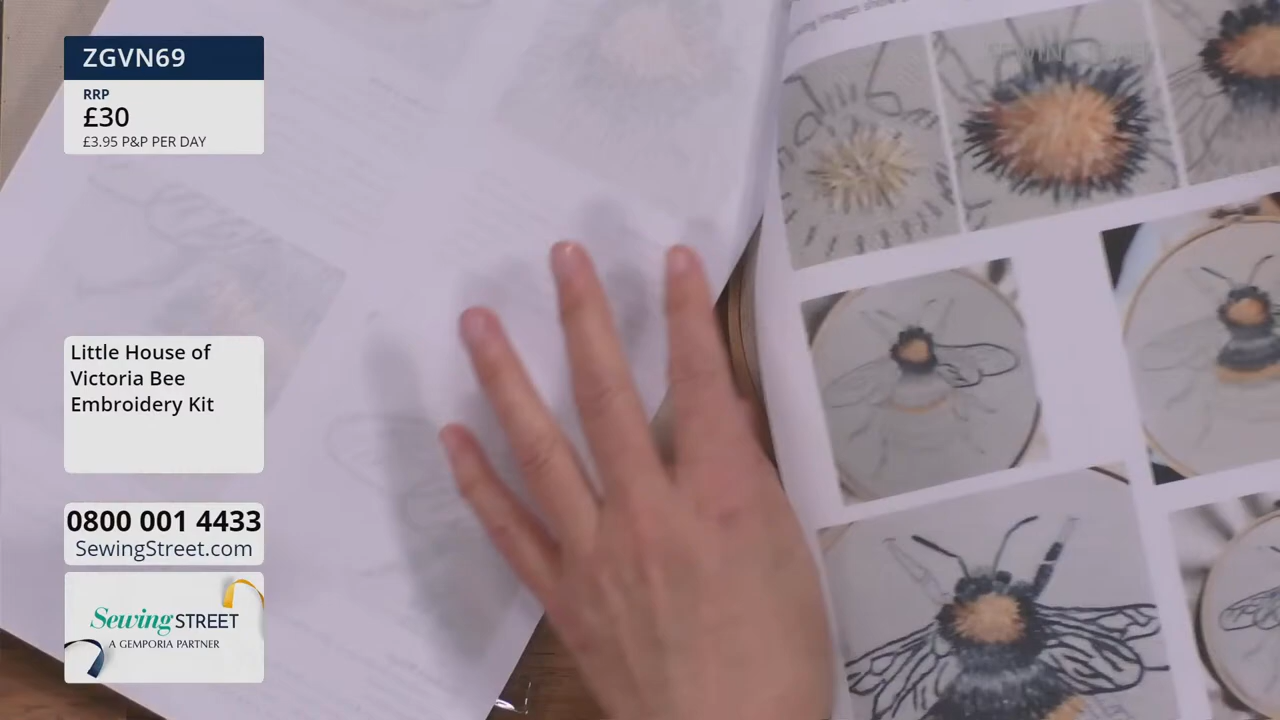 ZGVN69
RRP
£30
£3.95 P&P PER DAY
Little House of
Victoria Bee
Embroidery Kit
0800 001 4433
SewingStreet.com
Sewing STREET
A GEMPORIA PARTNER